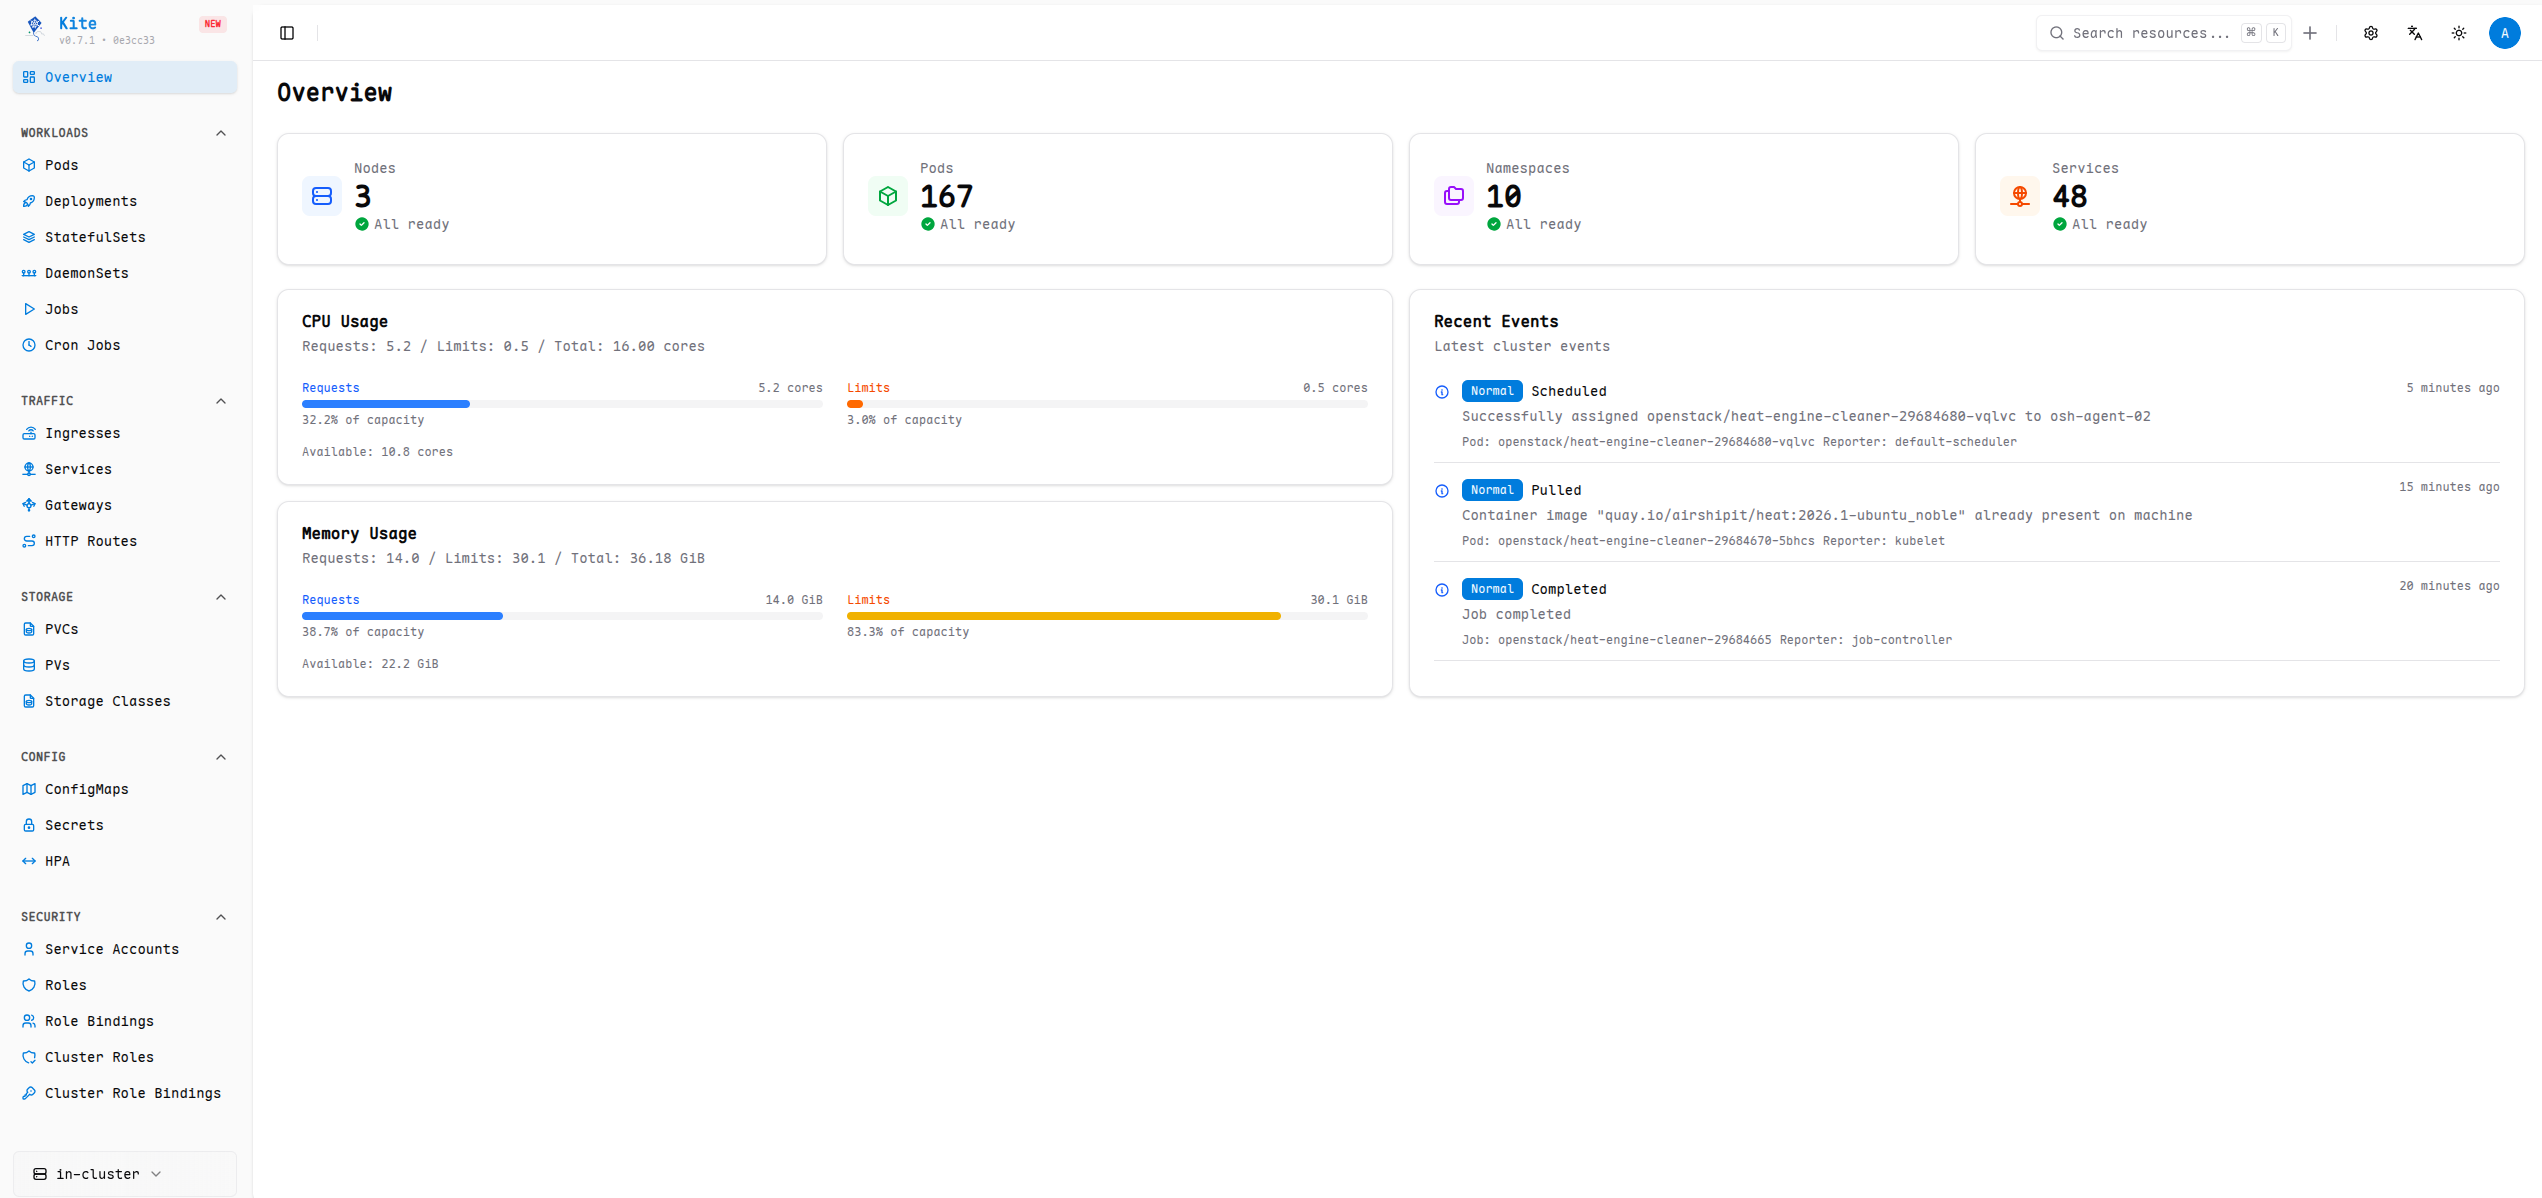 Kite
NEW
v0.7.1 • 0e3cc33
Overview
WORKLOADS
Pods
Deployments
StatefulSets
DaemonSets
Jobs
Cron Jobs
TRAFFIC
Ingresses
Services
Gateways
HTTP Routes
STORAGE
PVCs
PVs
Storage Classes
CONFIG
ConfigMaps
Secrets
HPA
SECURITY
Service Accounts
Roles
Role Bindings
Cluster Roles
Cluster Role Bindings
in-cluster
Search resources... ⌘ K
A
Overview
Nodes
3
All ready
Pods
167
All ready
Namespaces
10
All ready
Services
48
All ready
CPU Usage
Requests: 5.2 / Limits: 0.5 / Total: 16.00 cores
Requests 5.2 cores
32.2% of capacity
Limits 0.5 cores
3.0% of capacity
Available: 10.8 cores
Memory Usage
Requests: 14.0 / Limits: 30.1 / Total: 36.18 GiB
Requests 14.0 GiB
38.7% of capacity
Limits 30.1 GiB
83.3% of capacity
Available: 22.2 GiB
Recent Events
Latest cluster events
Normal Scheduled 5 minutes ago
Successfully assigned openstack/heat-engine-cleaner-29684680-vqlvc to osh-agent-02
Pod: openstack/heat-engine-cleaner-29684680-vqlvc Reporter: default-scheduler
Normal Pulled 15 minutes ago
Container image "quay.io/airshipit/heat:2026.1-ubuntu_noble" already present on machine
Pod: openstack/heat-engine-cleaner-29684670-5bhcs Reporter: kubelet
Normal Completed 20 minutes ago
Job completed
Job: openstack/heat-engine-cleaner-29684665 Reporter: job-controller